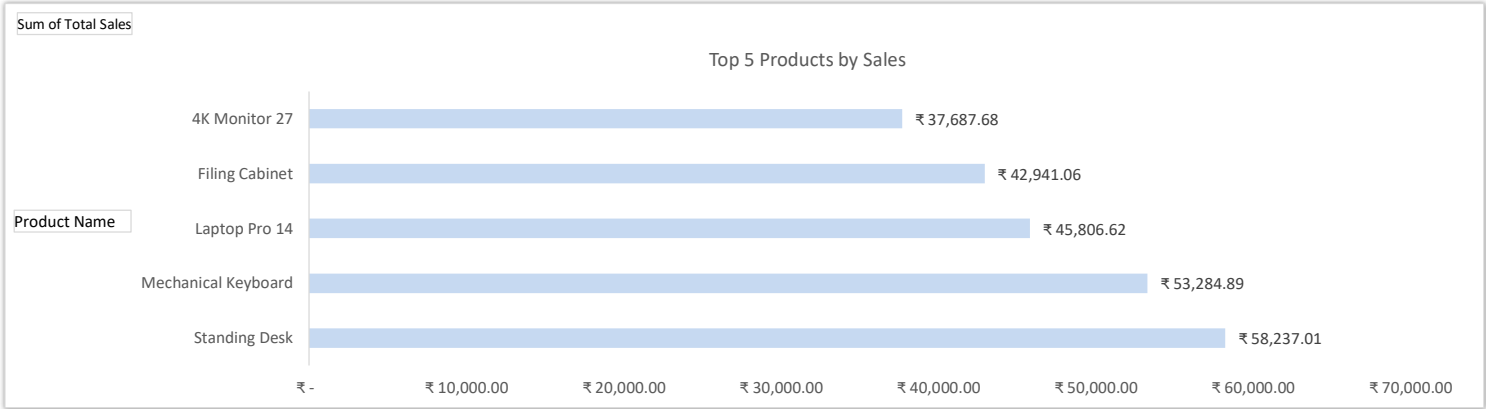 Sum of Total Sales
Top 5 Products by Sales
4K Monitor 27
₹ 37,687.68
Filing Cabinet
₹ 42,941.06
Product Name
Laptop Pro 14
₹ 45,806.62
Mechanical Keyboard
₹ 53,284.89
Standing Desk
₹ 58,237.01
₹ - ₹ 10,000.00 ₹ 20,000.00 ₹ 30,000.00 ₹ 40,000.00 ₹ 50,000.00 ₹ 60,000.00 ₹ 70,000.00